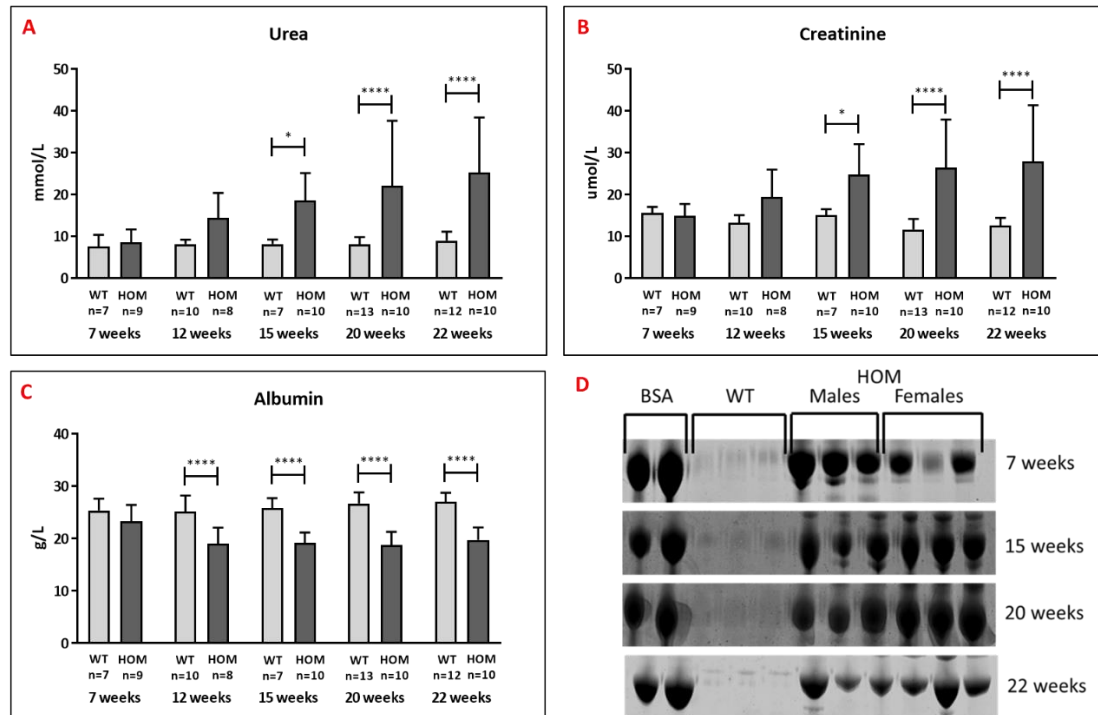 A
Urea
mmol/L
50
40
30
20
10
0
* **** ****
WT HOM WT HOM WT HOM WT HOM WT HOM
n=7 n=9 n=10 n=8 n=7 n=10 n=13 n=10 n=12 n=10
7 weeks 12 weeks 15 weeks 20 weeks 22 weeks
B
Creatinine
umol/L
50
40
30
20
10
0
* **** ****
WT HOM WT HOM WT HOM WT HOM WT HOM
n=7 n=9 n=10 n=8 n=7 n=10 n=13 n=10 n=12 n=10
7 weeks 12 weeks 15 weeks 20 weeks 22 weeks
C
Albumin
g/L
40
30
20
10
0
**** **** **** ****
WT HOM WT HOM WT HOM WT HOM WT HOM
n=7 n=9 n=10 n=8 n=7 n=10 n=13 n=10 n=12 n=10
7 weeks 12 weeks 15 weeks 20 weeks 22 weeks
D
HOM
BSA WT Males Females
7 weeks
15 weeks
20 weeks
22 weeks